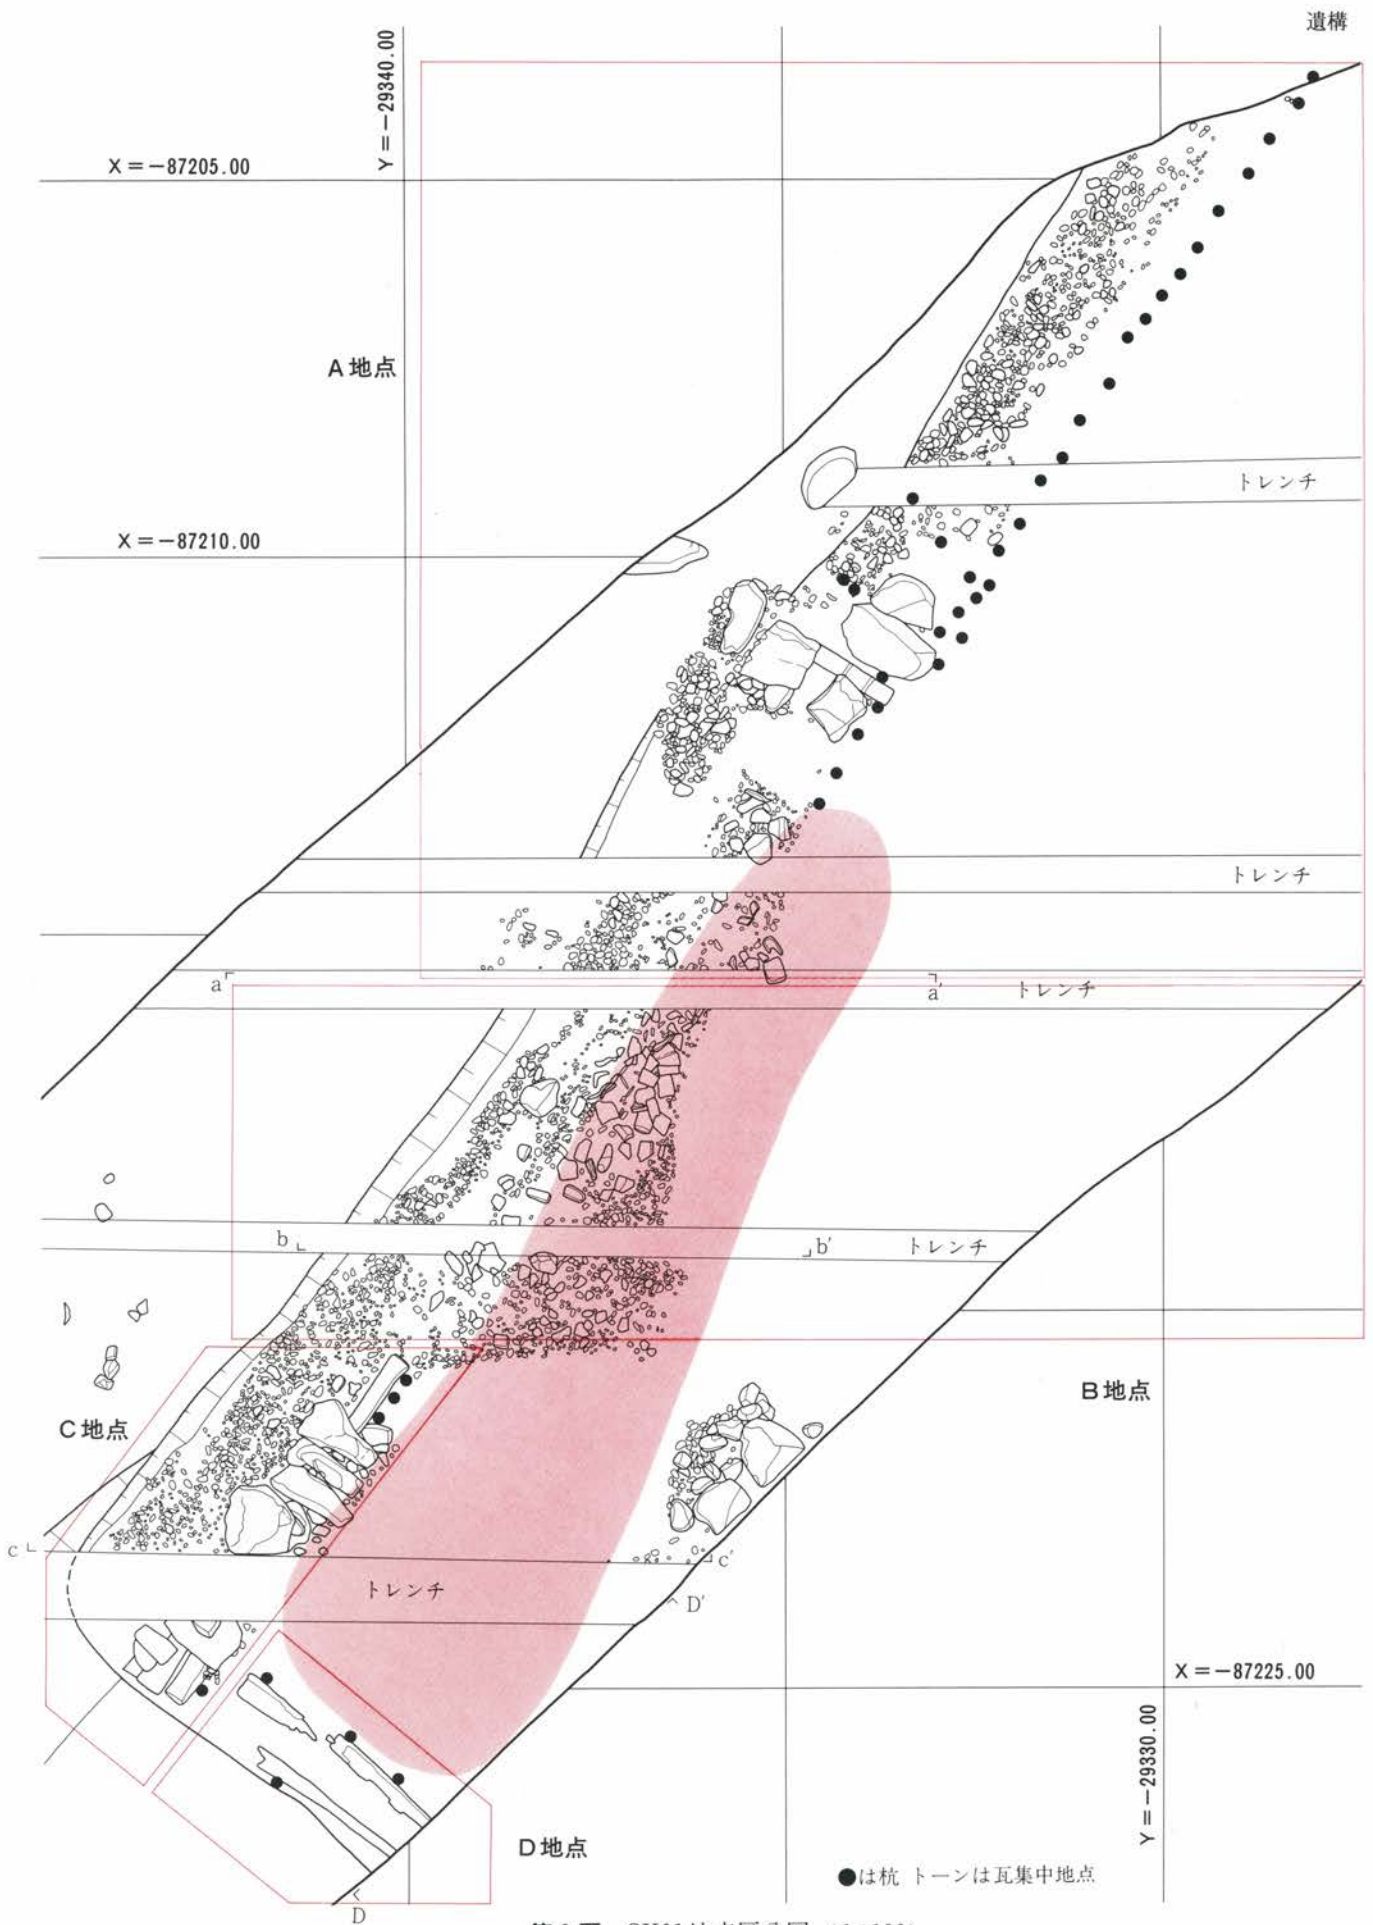 遺構
Y=-29340.00
X=-87205.00
A地点
トレンチ
X=-87210.00
トレンチ
a a'
トレンチ
b b'
トレンチ
B地点
C地点
c c'
トレンチ
D'
X=-87225.00
Y=-29330.00
D地点
●は杭 トーンは瓦集中地点
D